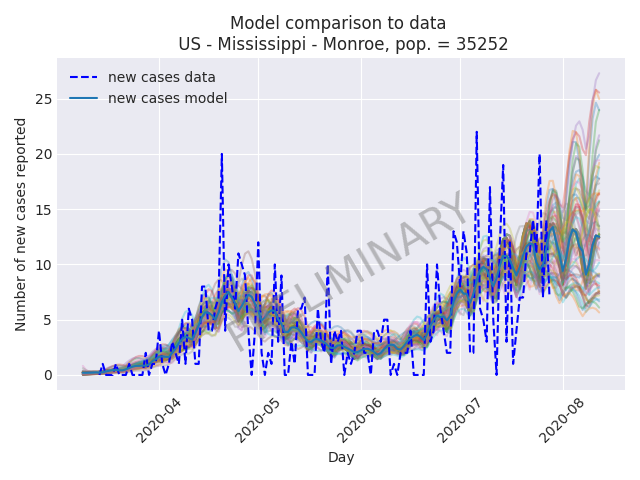 Model comparison to data
US - Mississippi - Monroe, pop. = 35252
new cases data
new cases model
PRELIMINARY
Number of new cases reported
25
20
15
10
5
0
2020-04
2020-05
2020-06
2020-07
2020-08
Day